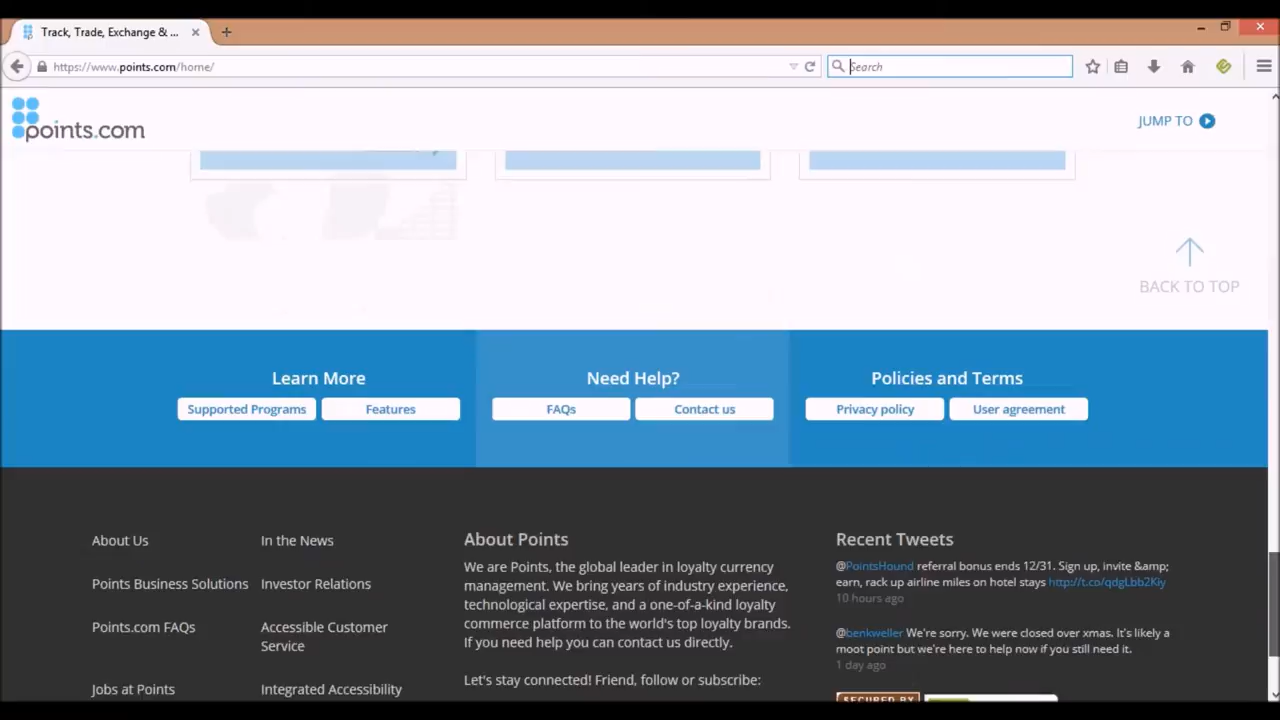 Track, Trade, Exchange & ...
https://www.points.com/home/
Search
points.com
JUMP TO
BACK TO TOP
Learn More
Need Help?
Policies and Terms
Supported Programs
Features
FAQs
Contact us
Privacy policy
User agreement
About Us
In the News
Points Business Solutions
Investor Relations
Points.com FAQs
Accessible Customer
Service
Jobs at Points
Integrated Accessibility
About Points
We are Points, the global leader in loyalty currency
management. We bring years of industry experience,
technological expertise, and a one-of-a-kind loyalty
commerce platform to the world's top loyalty brands.
If you need help you can contact us directly.
Let's stay connected! Friend, follow or subscribe:
Recent Tweets
@PointsHound referral bonus ends 12/31. Sign up, invite &amp;
earn, rack up airline miles on hotel stays http://t.co/qdgLbb2Kiy
10 hours ago
@benkweller We're sorry. We were closed over xmas. It's likely a
moot point but we're here to help now if you still need it.
1 day ago
SECURED BY